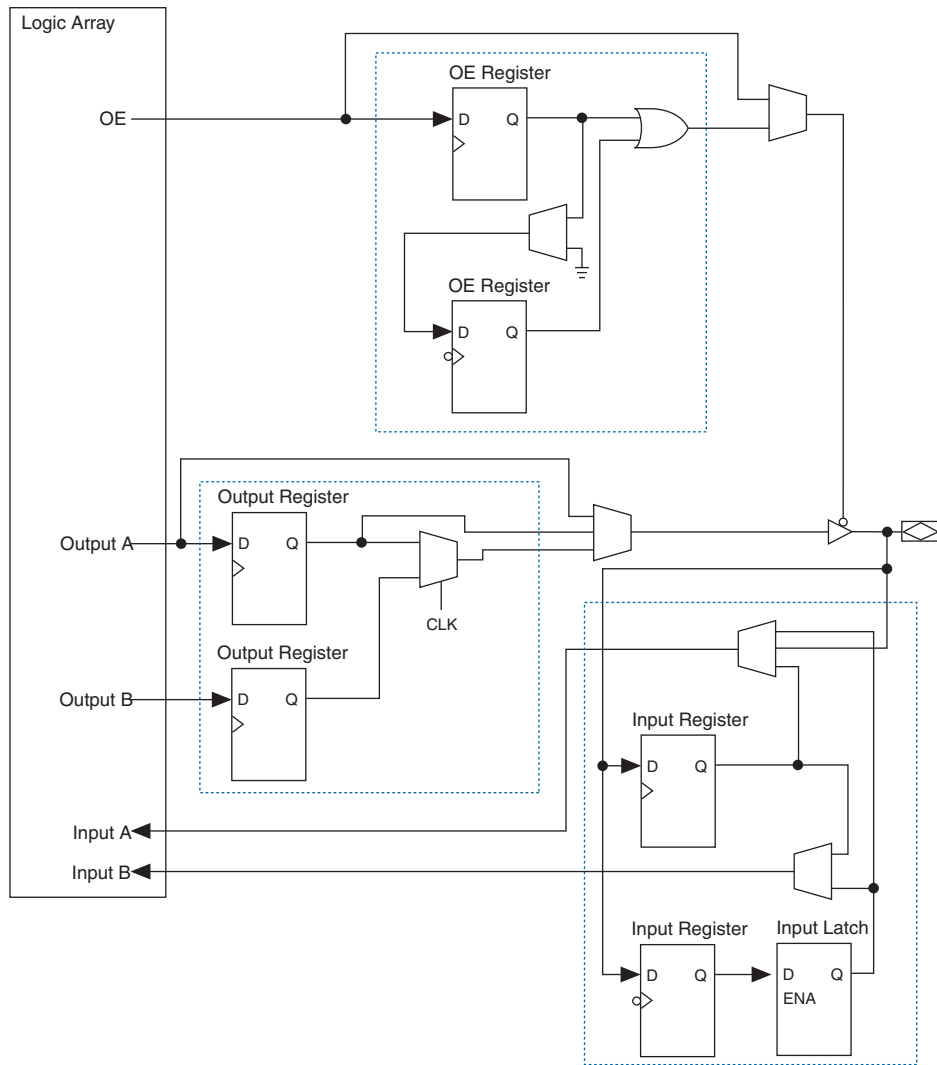 Logic Array
OE
OE Register
D Q
OE Register
D Q
Output A
Output Register
D Q
CLK
Output B
Output Register
D Q
Input A
Input B
Input Register
D Q
Input Register
D Q
Input Latch
D Q
ENA